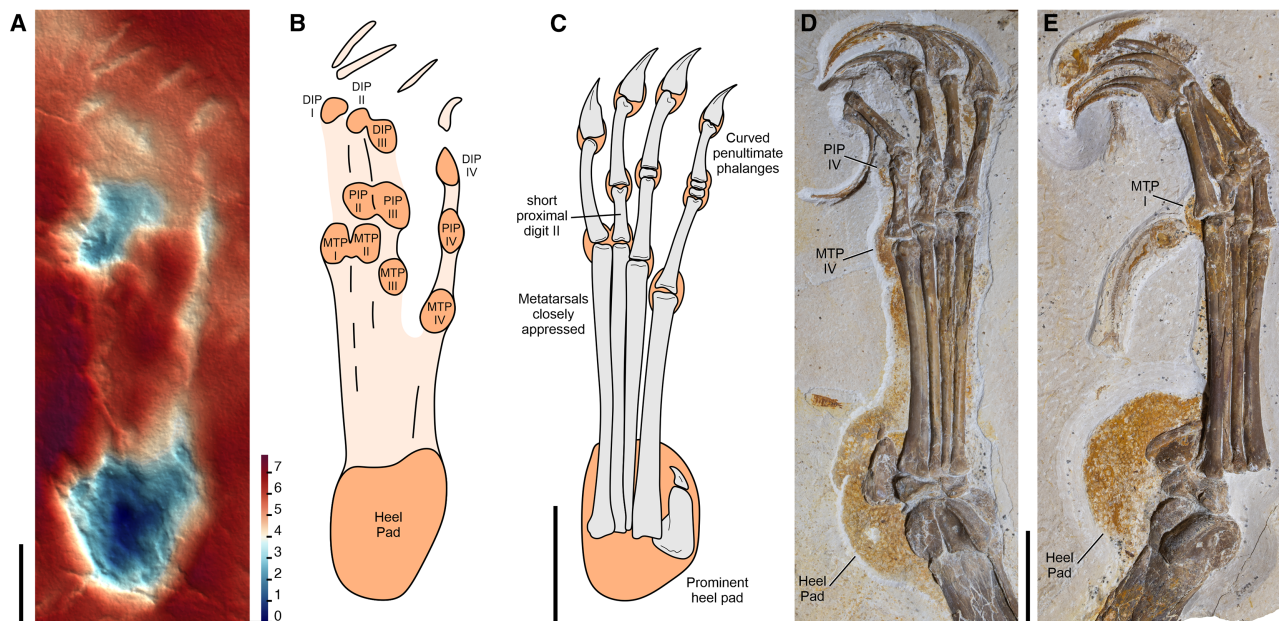 A
7
6
5
4
3
2
1
0
B
DIP
I
DIP
II
DIP
III
DIP
IV
PIP
II
PIP
III
PIP
IV
MTP
I
MTP
II
MTP
III
MTP
IV
Heel
Pad
C
Curved
penultimate
phalanges
short
proximal
digit II
Metatarsals
closely
appressed
Prominent
heel pad
D
PIP
IV
MTP
IV
Heel
Pad
E
MTP
I
Heel
Pad